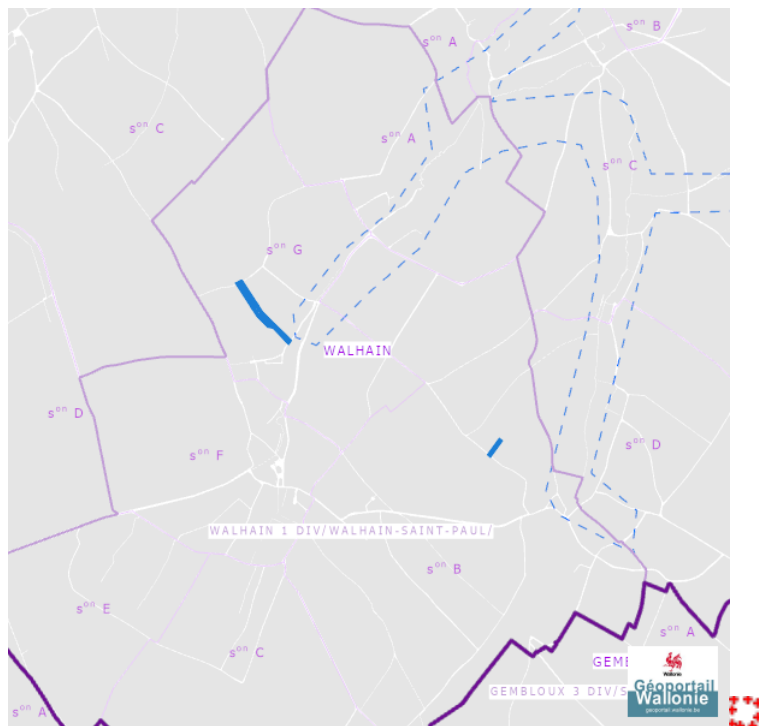 sᵒⁿ B
sᵒⁿ A
sᵒⁿ C
sᵒⁿ A
sᵒⁿ C
sᵒⁿ G
WALHAIN
sᵒⁿ D
sᵒⁿ D
sᵒⁿ F
WALHAIN 1 DIV/WALHAIN-SAINT-PAUL/
sᵒⁿ B
sᵒⁿ E
sᵒⁿ A
sᵒⁿ C
GEMB
Wallonie
GEMBLOUX 3 DIV/S
Géoportail
Wallonie
geoportail.wallonie.be
sᵒⁿ A